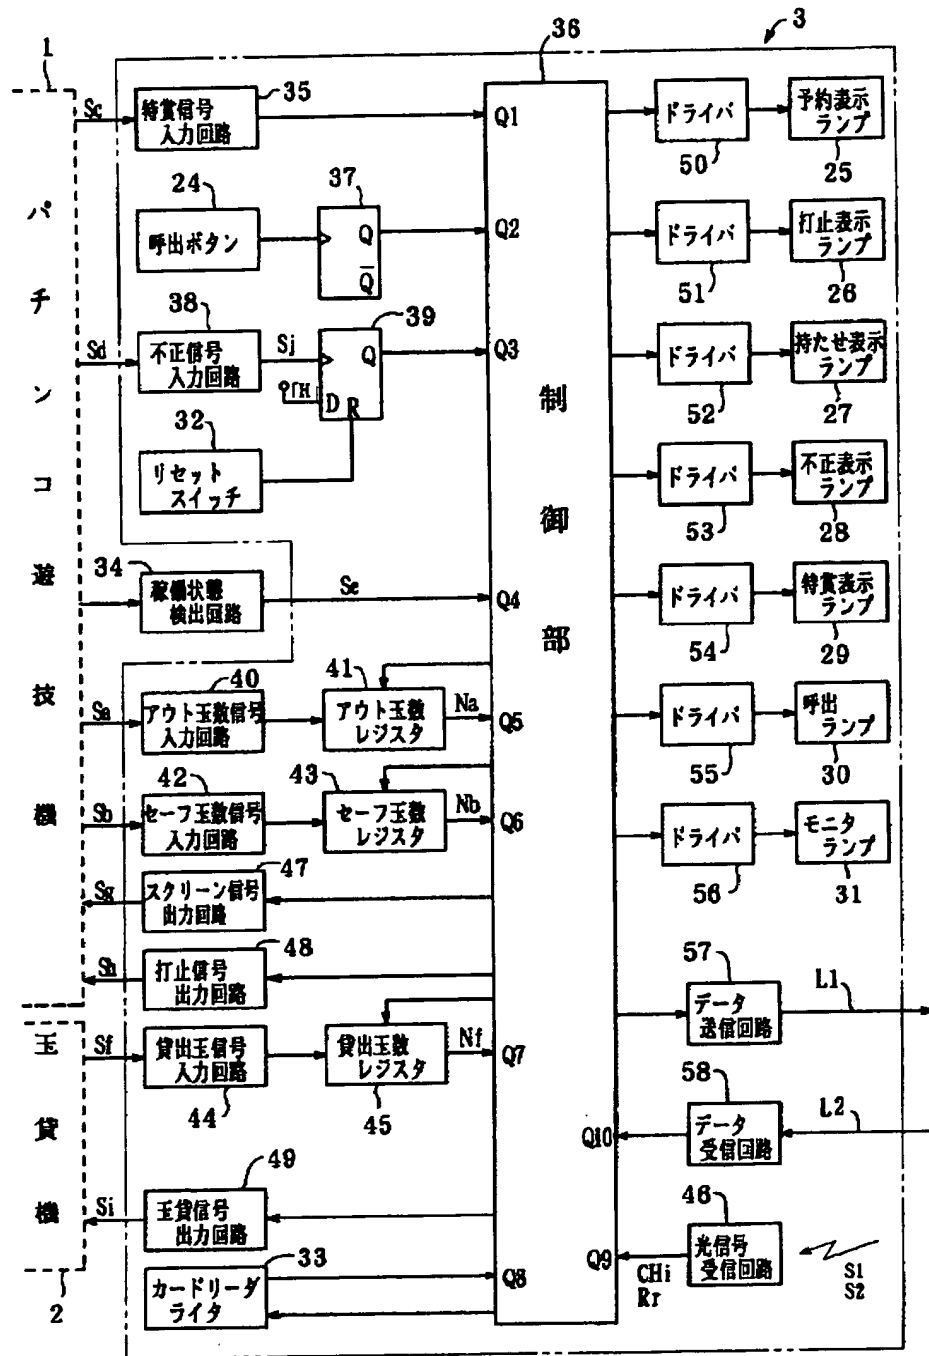 3
36
1
Sc
特賞信号
入力回路
35
Q1
ドライバ
50
予約表示
ランプ
25
24
呼出ボタン
37
Q
Q̅
Q2
ドライバ
51
打止表示
ランプ
26
Sd
38
不正信号
入力回路
Sj
「H」
D
R
Q
39
Q3
ドライバ
52
持たせ表示
ランプ
27
32
リセット
スイッチ
ドライバ
53
不正表示
ランプ
28
34
稼働状態
検出回路
Se
Q4
ドライバ
54
特賞表示
ランプ
29
パチンコ遊技機
制御部
Sa
40
アウト玉数信号
入力回路
41
アウト玉数
レジスタ
Na
Q5
ドライバ
55
呼出
ランプ
30
Sb
42
セーフ玉数信号
入力回路
43
セーフ玉数
レジスタ
Nb
Q6
ドライバ
56
モニタ
ランプ
31
Sg
スクリーン信号
出力回路
47
Sh
打止信号
出力回路
48
57
データ
送信回路
L1
玉貸機
2
Sf
貸出玉信号
入力回路
44
貸出玉数
レジスタ
45
Nf
Q7
58
データ
受信回路
L2
Q10
Si
玉貸信号
出力回路
49
46
光信号
受信回路
Q9
CHi
Rr
S1
S2
33
カードリーダ
ライタ
Q8